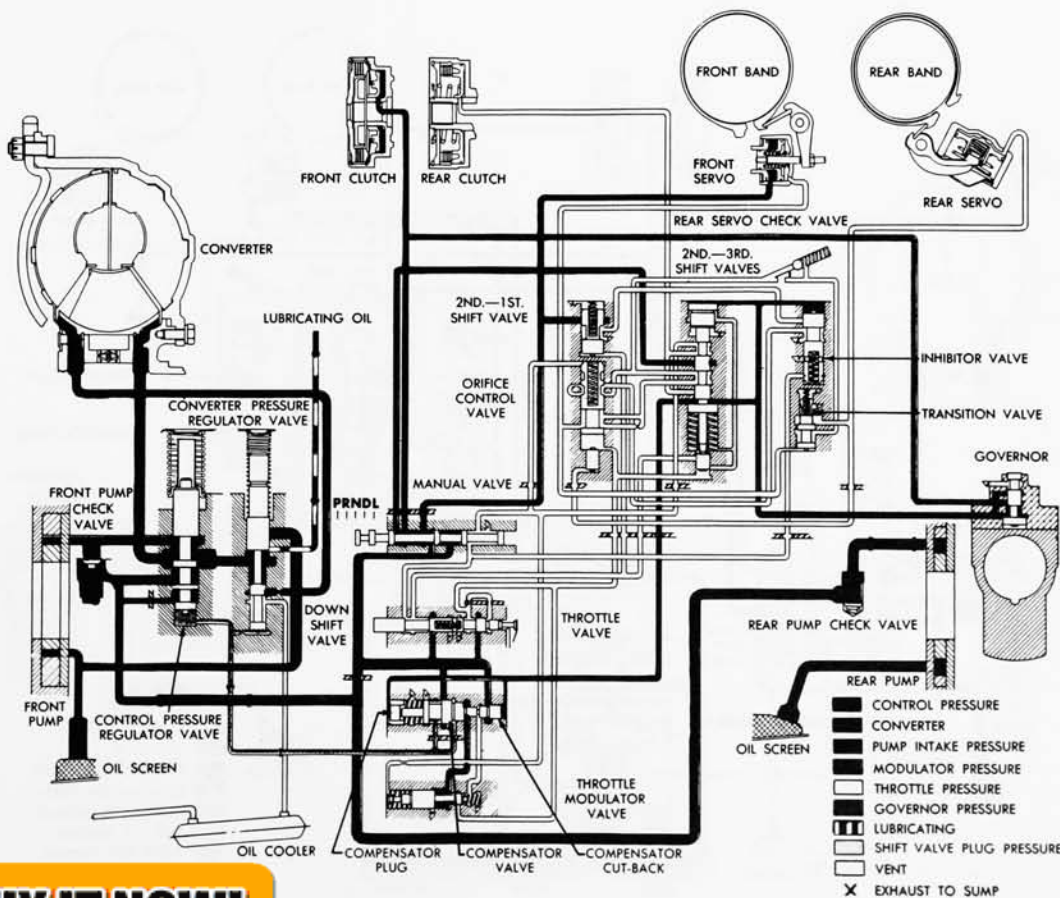 FRONT BAND
REAR BAND
FRONT CLUTCH
REAR CLUTCH
FRONT
SERVO
REAR SERVO
REAR SERVO CHECK VALVE
CONVERTER
2ND.—3RD.
SHIFT VALVES
LUBRICATING OIL
2ND.—1ST.
SHIFT VALVE
INHIBITOR VALVE
ORIFICE
CONTROL
VALVE
CONVERTER PRESSURE
REGULATOR VALVE
TRANSITION VALVE
GOVERNOR
FRONT PUMP
CHECK
VALVE
MANUAL VALVE
PRNDL
DOWN
SHIFT
VALVE
THROTTLE
VALVE
REAR PUMP CHECK VALVE
FRONT
PUMP
CONTROL PRESSURE
REGULATOR VALVE
OIL SCREEN
REAR PUMP
OIL SCREEN
THROTTLE
MODULATOR
VALVE
OIL COOLER
COMPENSATOR
PLUG
COMPENSATOR
VALVE
COMPENSATOR
CUT-BACK
CONTROL PRESSURE
CONVERTER
PUMP INTAKE PRESSURE
MODULATOR PRESSURE
THROTTLE PRESSURE
GOVERNOR PRESSURE
LUBRICATING
SHIFT VALVE PLUG PRESSURE
VENT
X EXHAUST TO SUMP